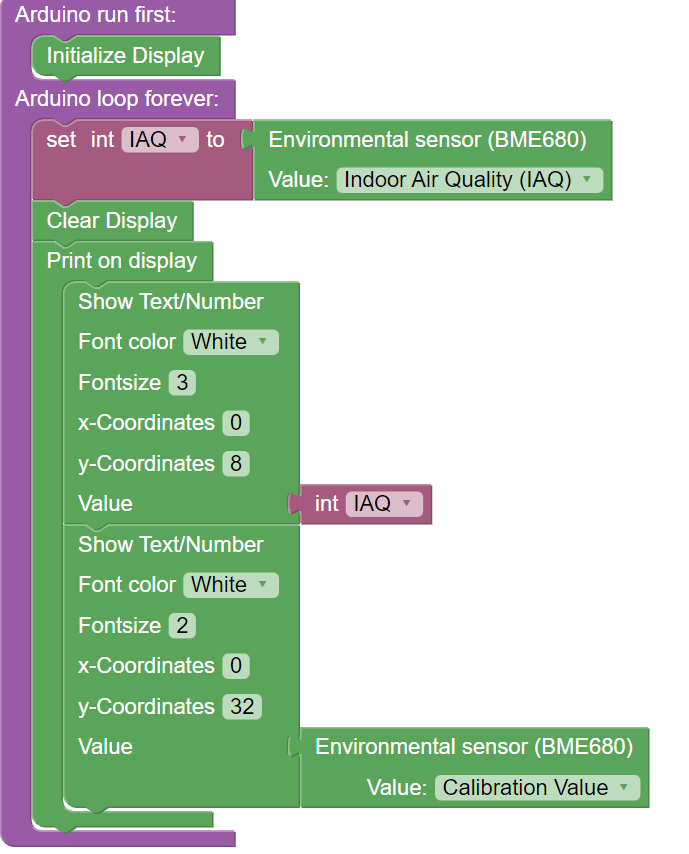 Arduino run first:
Initialize Display
Arduino loop forever:
set int IAQ to Environmental sensor (BME680)
Value: Indoor Air Quality (IAQ)
Clear Display
Print on display
Show Text/Number
Font color White
Fontsize 3
x-Coordinates 0
y-Coordinates 8
Value int IAQ
Show Text/Number
Font color White
Fontsize 2
x-Coordinates 0
y-Coordinates 32
Value Environmental sensor (BME680)
Value: Calibration Value